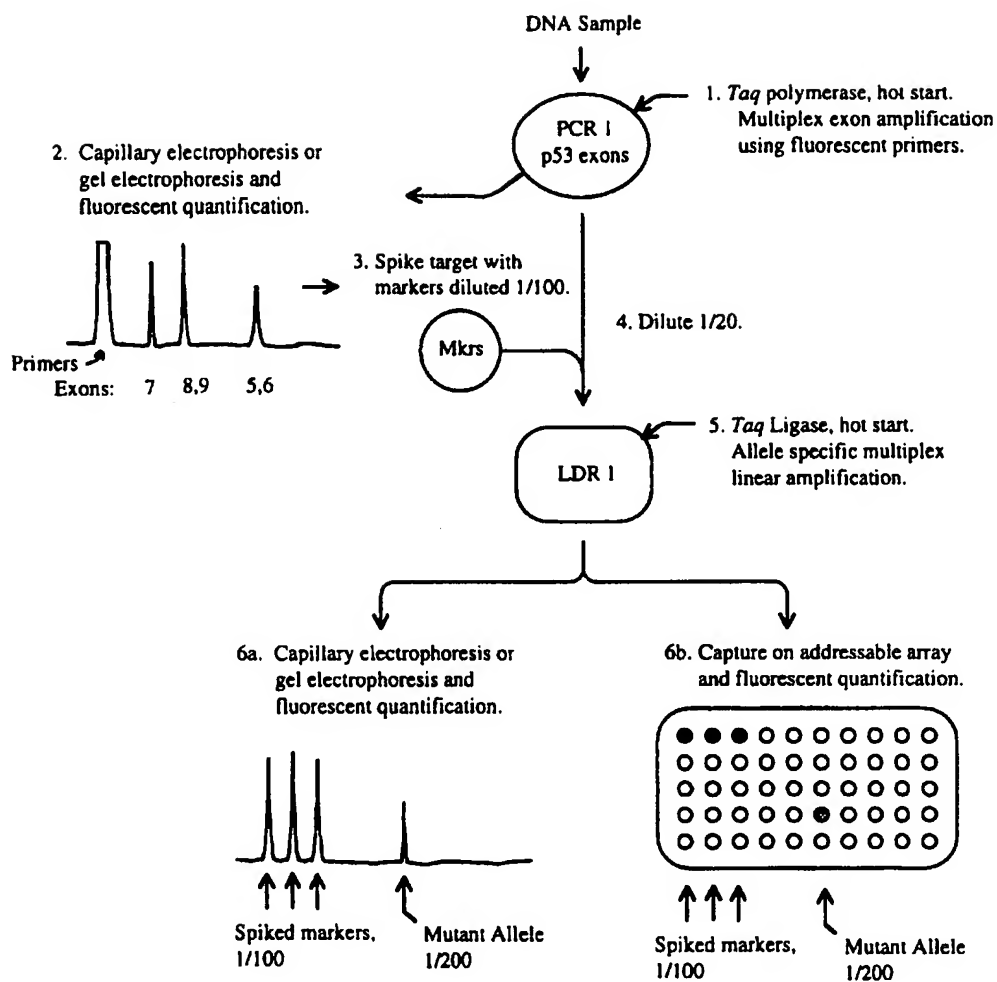 DNA Sample
PCR 1
p53 exons
1. Taq polymerase, hot start.
Multiplex exon amplification
using fluorescent primers.
2. Capillary electrophoresis or
gel electrophoresis and
fluorescent quantification.
3. Spike target with
markers diluted 1/100.
Mkrs
4. Dilute 1/20.
Primers
Exons: 7 8,9 5,6
LDR 1
5. Taq Ligase, hot start.
Allele specific multiplex
linear amplification.
6a. Capillary electrophoresis or
gel electrophoresis and
fluorescent quantification.
6b. Capture on addressable array
and fluorescent quantification.
Spiked markers,
1/100
Mutant Allele
1/200
Spiked markers,
1/100
Mutant Allele
1/200